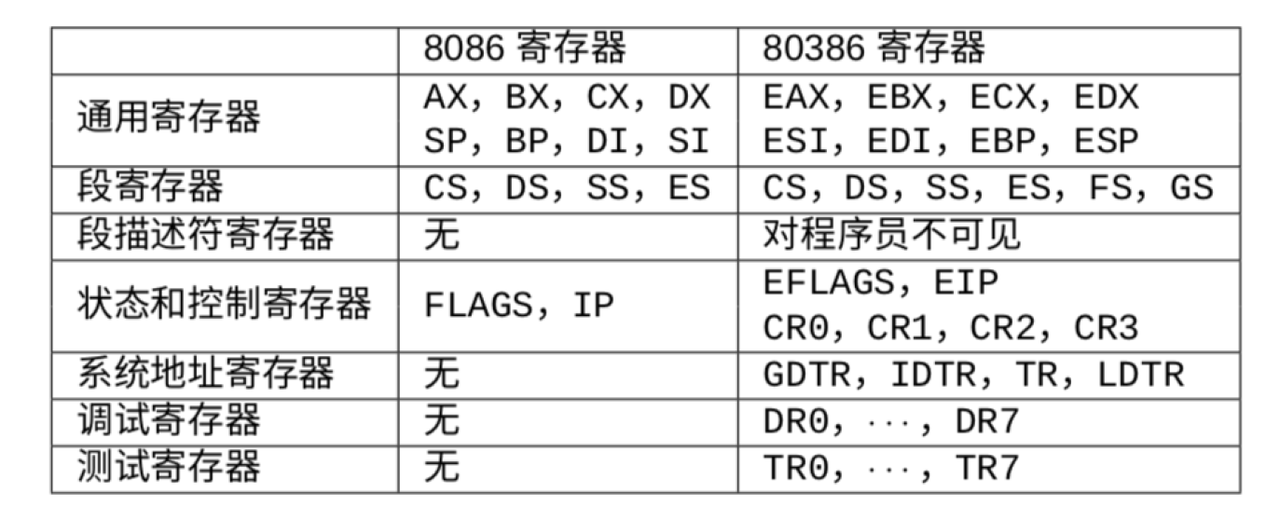 8086 寄存器 80386 寄存器
通用寄存器 AX，BX，CX，DX EAX，EBX，ECX，EDX
SP，BP，DI，SI ESI，EDI，EBP，ESP
段寄存器 CS，DS，SS，ES CS，DS，SS，ES，FS，GS
段描述符寄存器 无 对程序员不可见
状态和控制寄存器 FLAGS，IP EFLAGS，EIP
CR0，CR1，CR2，CR3
系统地址寄存器 无 GDTR，IDTR，TR，LDTR
调试寄存器 无 DR0，···，DR7
测试寄存器 无 TR0，···，TR7